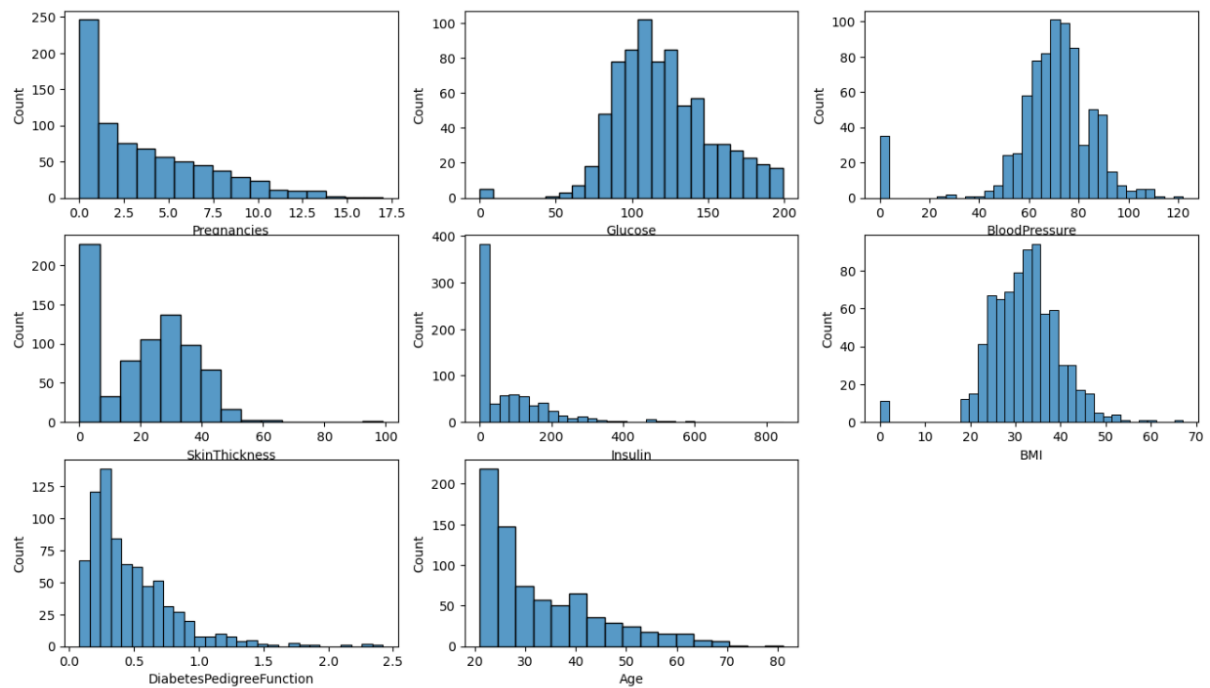 250
200
150
100
50
0
Count
0.0 2.5 5.0 7.5 10.0 12.5 15.0 17.5
Pregnancies
100
80
60
40
20
0
Count
0 50 100 150 200
Glucose
100
80
60
40
20
0
Count
0 20 40 60 80 100 120
BloodPressure
200
150
100
50
0
Count
0 20 40 60 80 100
SkinThickness
400
300
200
100
0
Count
0 200 400 600 800
Insulin
80
60
40
20
0
Count
0 10 20 30 40 50 60 70
BMI
125
100
75
50
25
0
Count
0.0 0.5 1.0 1.5 2.0 2.5
DiabetesPedigreeFunction
200
150
100
50
0
Count
20 30 40 50 60 70 80
Age